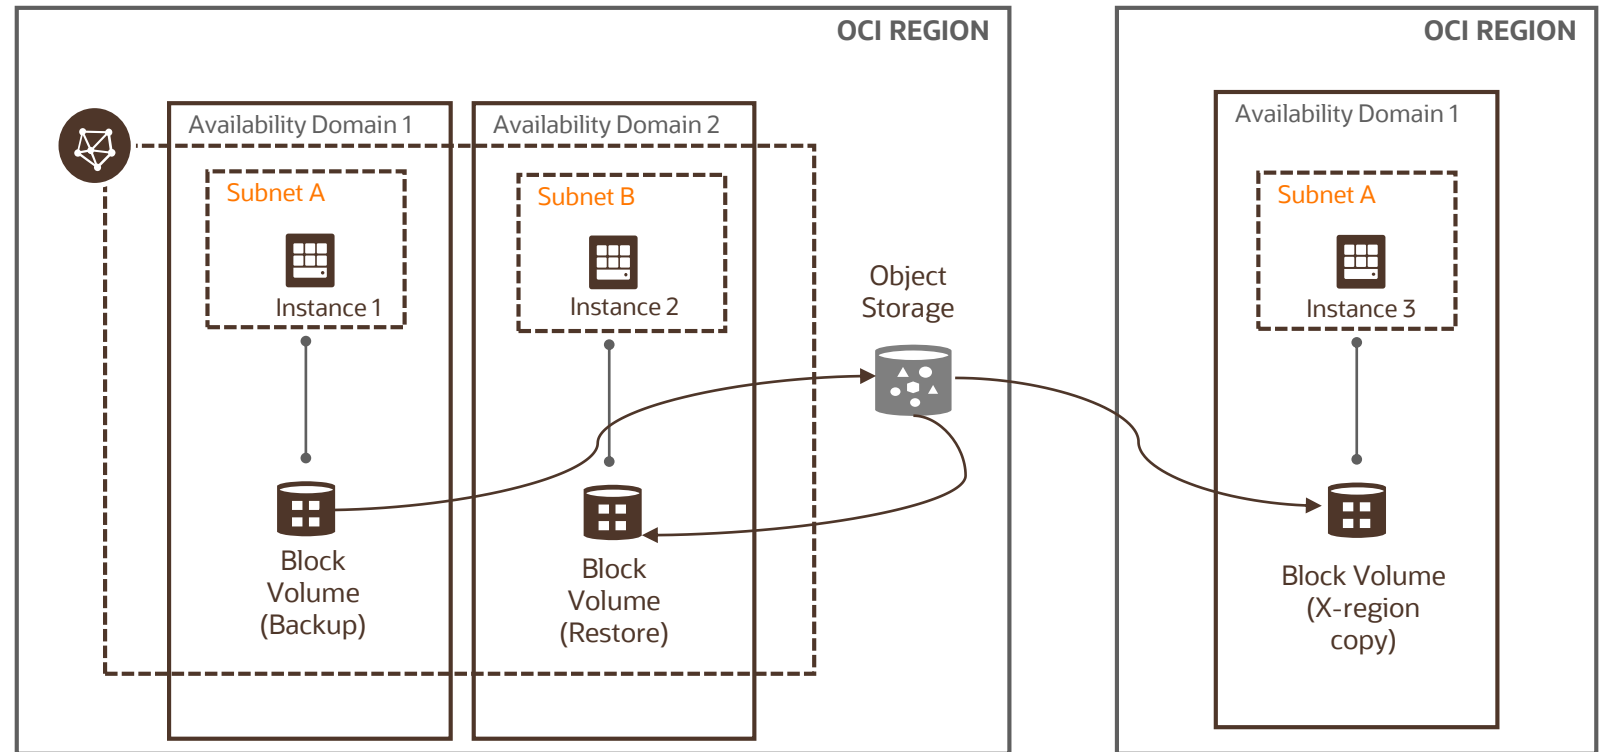 OCI REGION
Availability Domain 1
Subnet A
Instance 1
Block
Volume
(Backup)
Availability Domain 2
Subnet B
Instance 2
Block
Volume
(Restore)
Object
Storage
OCI REGION
Availability Domain 1
Subnet A
Instance 3
Block Volume
(X-region
copy)